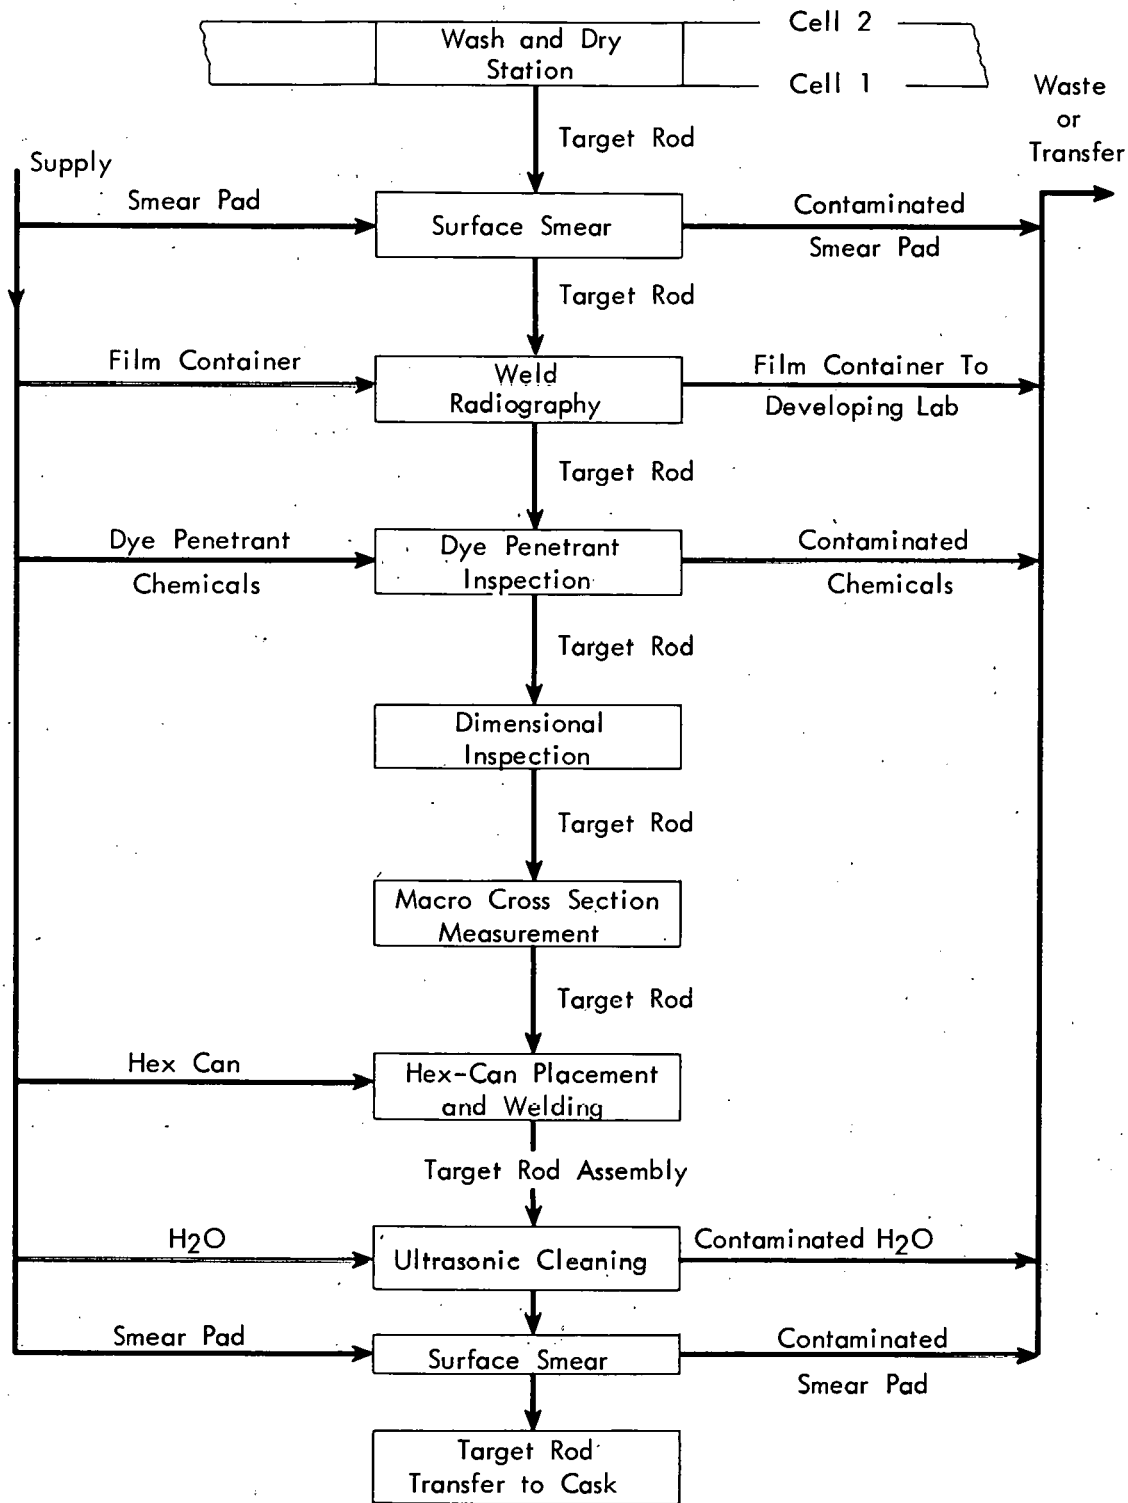 Cell 2
Wash and Dry
Station
Cell 1
Waste
or
Transfer
Target Rod
Supply
Smear Pad
Surface Smear
Contaminated
Smear Pad
Target Rod
Film Container
Weld
Radiography
Film Container To
Developing Lab
Target Rod
Dye Penetrant
Chemicals
Dye Penetrant
Inspection
Contaminated
Chemicals
Target Rod
Dimensional
Inspection
Target Rod
Macro Cross Section
Measurement
Target Rod
Hex Can
Hex-Can Placement
and Welding
Target Rod Assembly
H2O
Ultrasonic Cleaning
Contaminated H2O
Smear Pad
Surface Smear
Contaminated
Smear Pad
Target Rod
Transfer to Cask